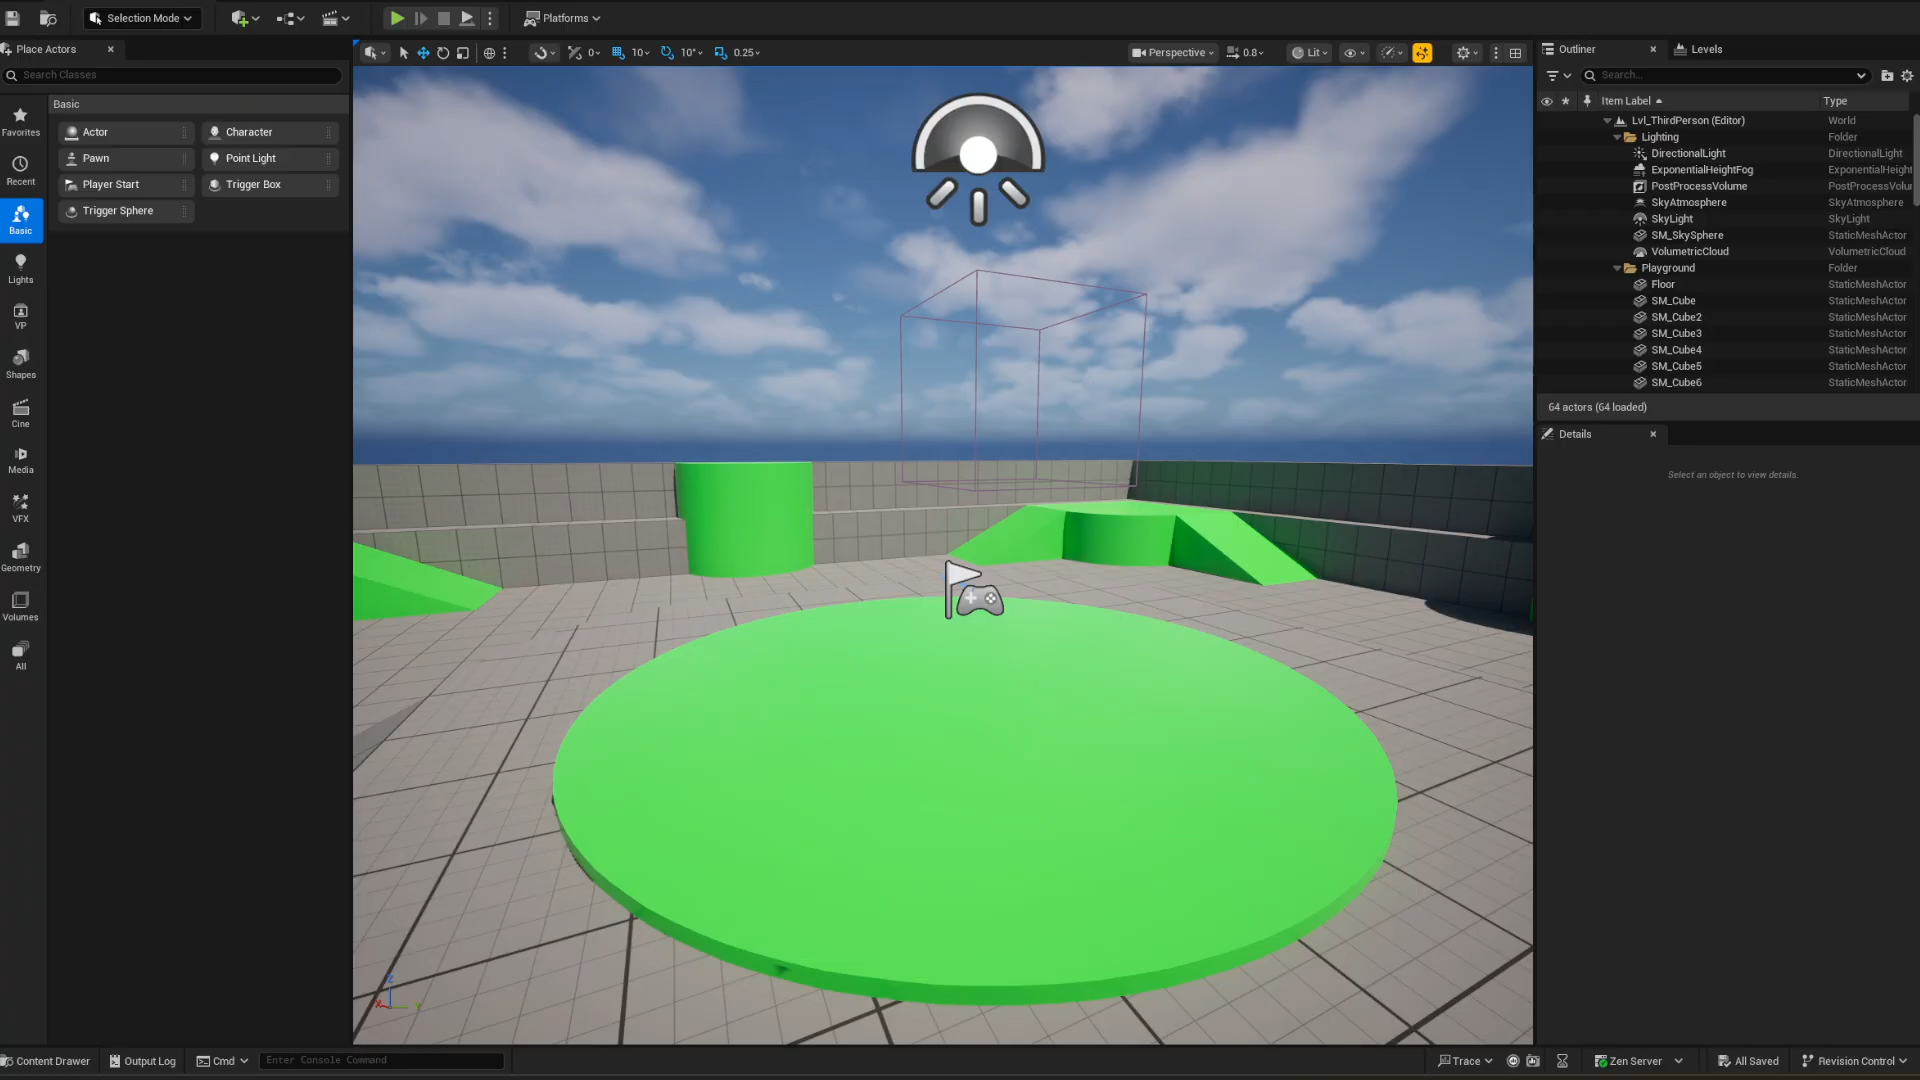 Selection Mode
Platforms
Place Actors
Search Classes
Favorites
Recent
Basic
Lights
VP
Shapes
Cine
Media
VFX
Geometry
Volumes
All
Basic
Actor
Character
Pawn
Point Light
Player Start
Trigger Box
Trigger Sphere
0
10
10°
0.25
Perspective
0.8
Lit
Z
X
Y
Outliner
Levels
Search...
Item Label
Type
Lvl_ThirdPerson (Editor)
World
Lighting
Folder
DirectionalLight
DirectionalLight
ExponentialHeightFog
ExponentialHeight
PostProcessVolume
PostProcessVolu
SkyAtmosphere
SkyAtmosphere
SkyLight
SkyLight
SM_SkySphere
StaticMeshActor
VolumetricCloud
VolumetricCloud
Playground
Folder
Floor
StaticMeshActor
SM_Cube
StaticMeshActor
SM_Cube2
StaticMeshActor
SM_Cube3
StaticMeshActor
SM_Cube4
StaticMeshActor
SM_Cube5
StaticMeshActor
SM_Cube6
StaticMeshActor
64 actors (64 loaded)
Details
Select an object to view details.
Content Drawer
Output Log
Cmd
Enter Console Command
Trace
Zen Server
All Saved
Revision Control